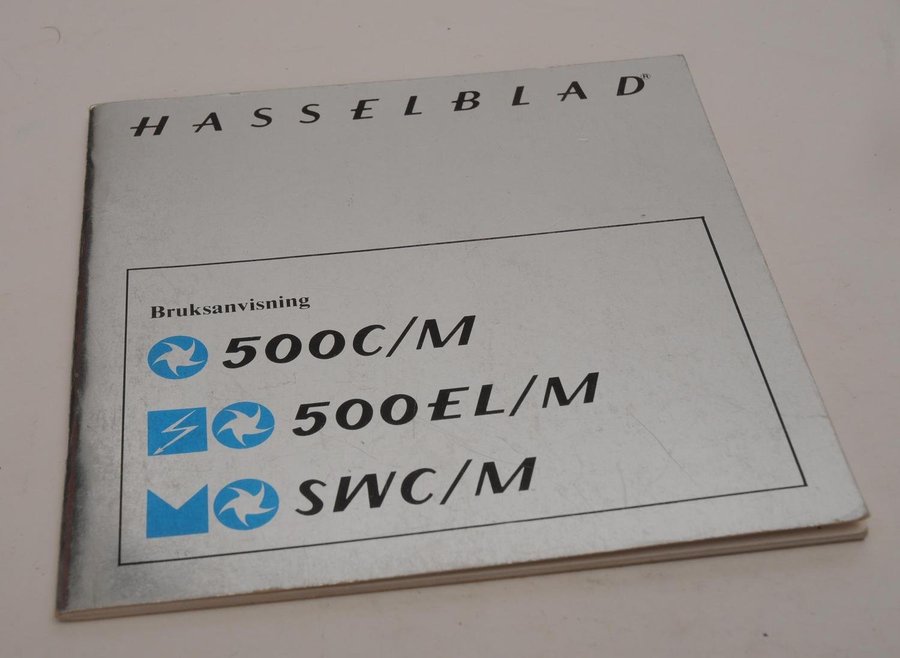 HASSELBLAD®
Bruksanvisning
500C/M
500EL/M
SWC/M